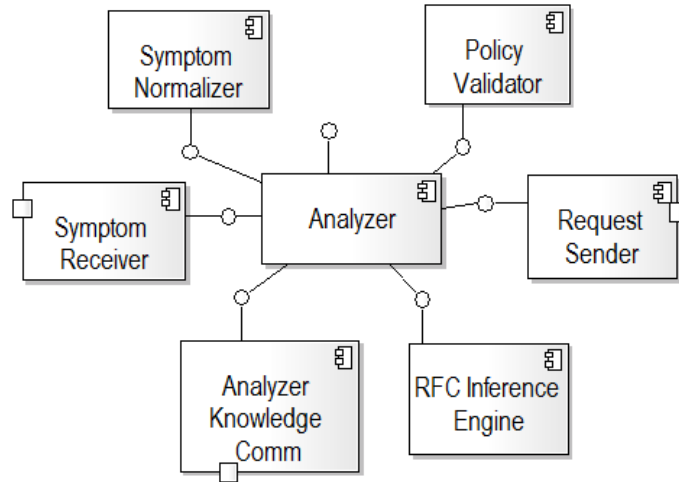 Symptom
Normalizer
Policy
Validator
Symptom
Receiver
Analyzer
Request
Sender
Analyzer
Knowledge
Comm
RFC Inference
Engine